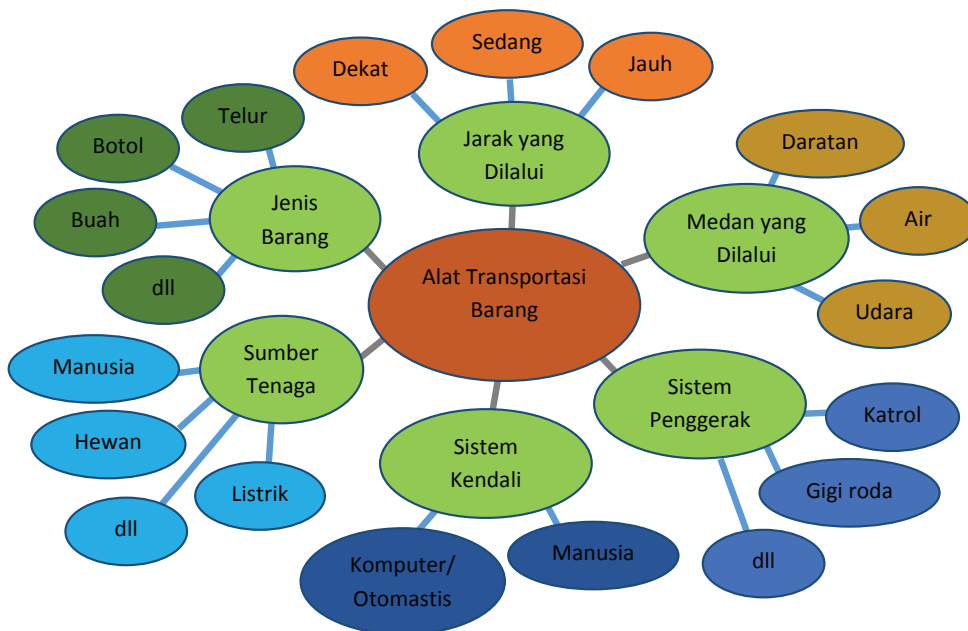 Sedang
Dekat
Jauh
Jarak yang
Dilalui
Telur
Botol
Buah
dll
Jenis
Barang
Daratan
Air
Udara
Medan yang
Dilalui
Alat Transportasi
Barang
Sumber
Tenaga
Manusia
Hewan
dll
Listrik
Sistem
Kendali
Komputer/
Otomastis
Manusia
Sistem
Penggerak
Katrol
Gigi roda
dll